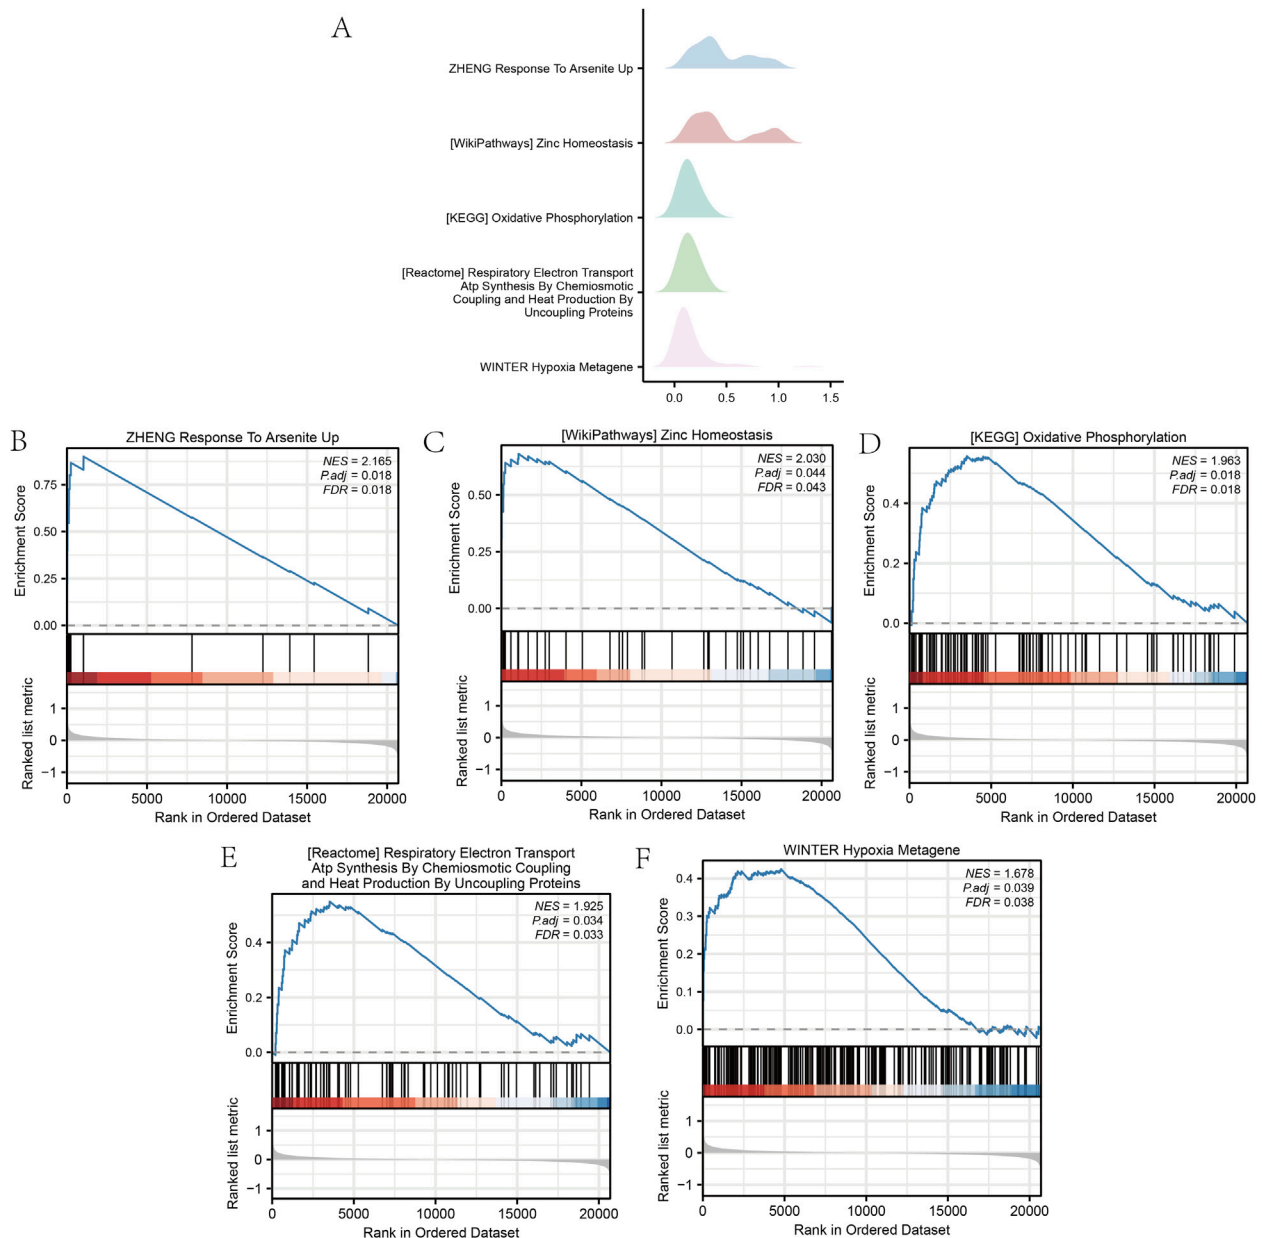 A
ZHENG Response To Arsenite Up
[WikiPathways] Zinc Homeostasis
[KEGG] Oxidative Phosphorylation
[Reactome] Respiratory Electron Transport
Atp Synthesis By Chemiosmotic
Coupling and Heat Production By
Uncoupling Proteins
WINTER Hypoxia Metagene
0.0 0.5 1.0 1.5
B
ZHENG Response To Arsenite Up
NES = 2.165
P.adj = 0.018
FDR = 0.018
Enrichment Score
0.75
0.50
0.25
0.00
Ranked list metric
1
0
−1
0 5000 10000 15000 20000
Rank in Ordered Dataset
C
[WikiPathways] Zinc Homeostasis
NES = 2.030
P.adj = 0.044
FDR = 0.043
Enrichment Score
0.50
0.25
0.00
Ranked list metric
1
0
−1
0 5000 10000 15000 20000
Rank in Ordered Dataset
D
[KEGG] Oxidative Phosphorylation
NES = 1.963
P.adj = 0.018
FDR = 0.018
Enrichment Score
0.4
0.2
0.0
Ranked list metric
1
0
−1
0 5000 10000 15000 20000
Rank in Ordered Dataset
E
[Reactome] Respiratory Electron Transport
Atp Synthesis By Chemiosmotic Coupling
and Heat Production By Uncoupling Proteins
NES = 1.925
P.adj = 0.034
FDR = 0.033
Enrichment Score
0.4
0.2
0.0
Ranked list metric
1
0
−1
0 5000 10000 15000 20000
Rank in Ordered Dataset
F
WINTER Hypoxia Metagene
NES = 1.678
P.adj = 0.039
FDR = 0.038
Enrichment Score
0.4
0.3
0.2
0.1
0.0
Ranked list metric
1
0
−1
0 5000 10000 15000 20000
Rank in Ordered Dataset